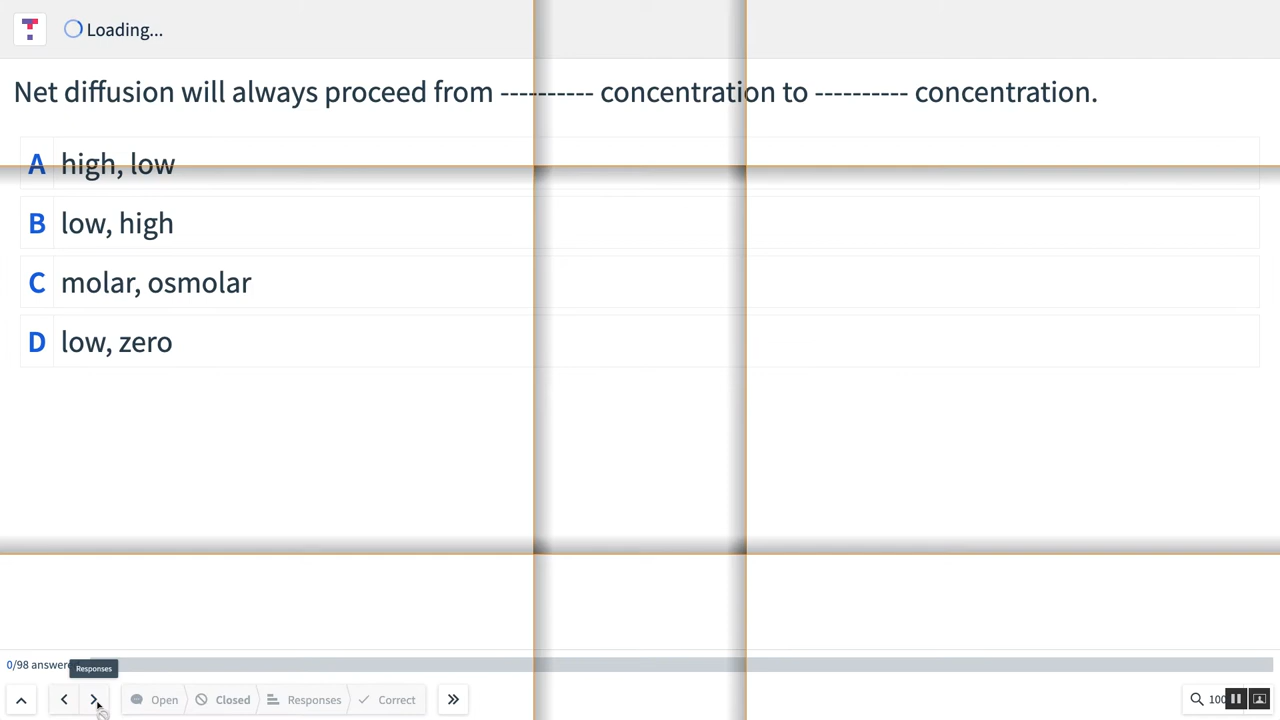 Loading...
Net diffusion will always proceed from ---------- concentration to ---------- concentration.
A high, low
B low, high
C molar, osmolar
D low, zero
0/98 answere
Responses
Open Closed Responses Correct
100